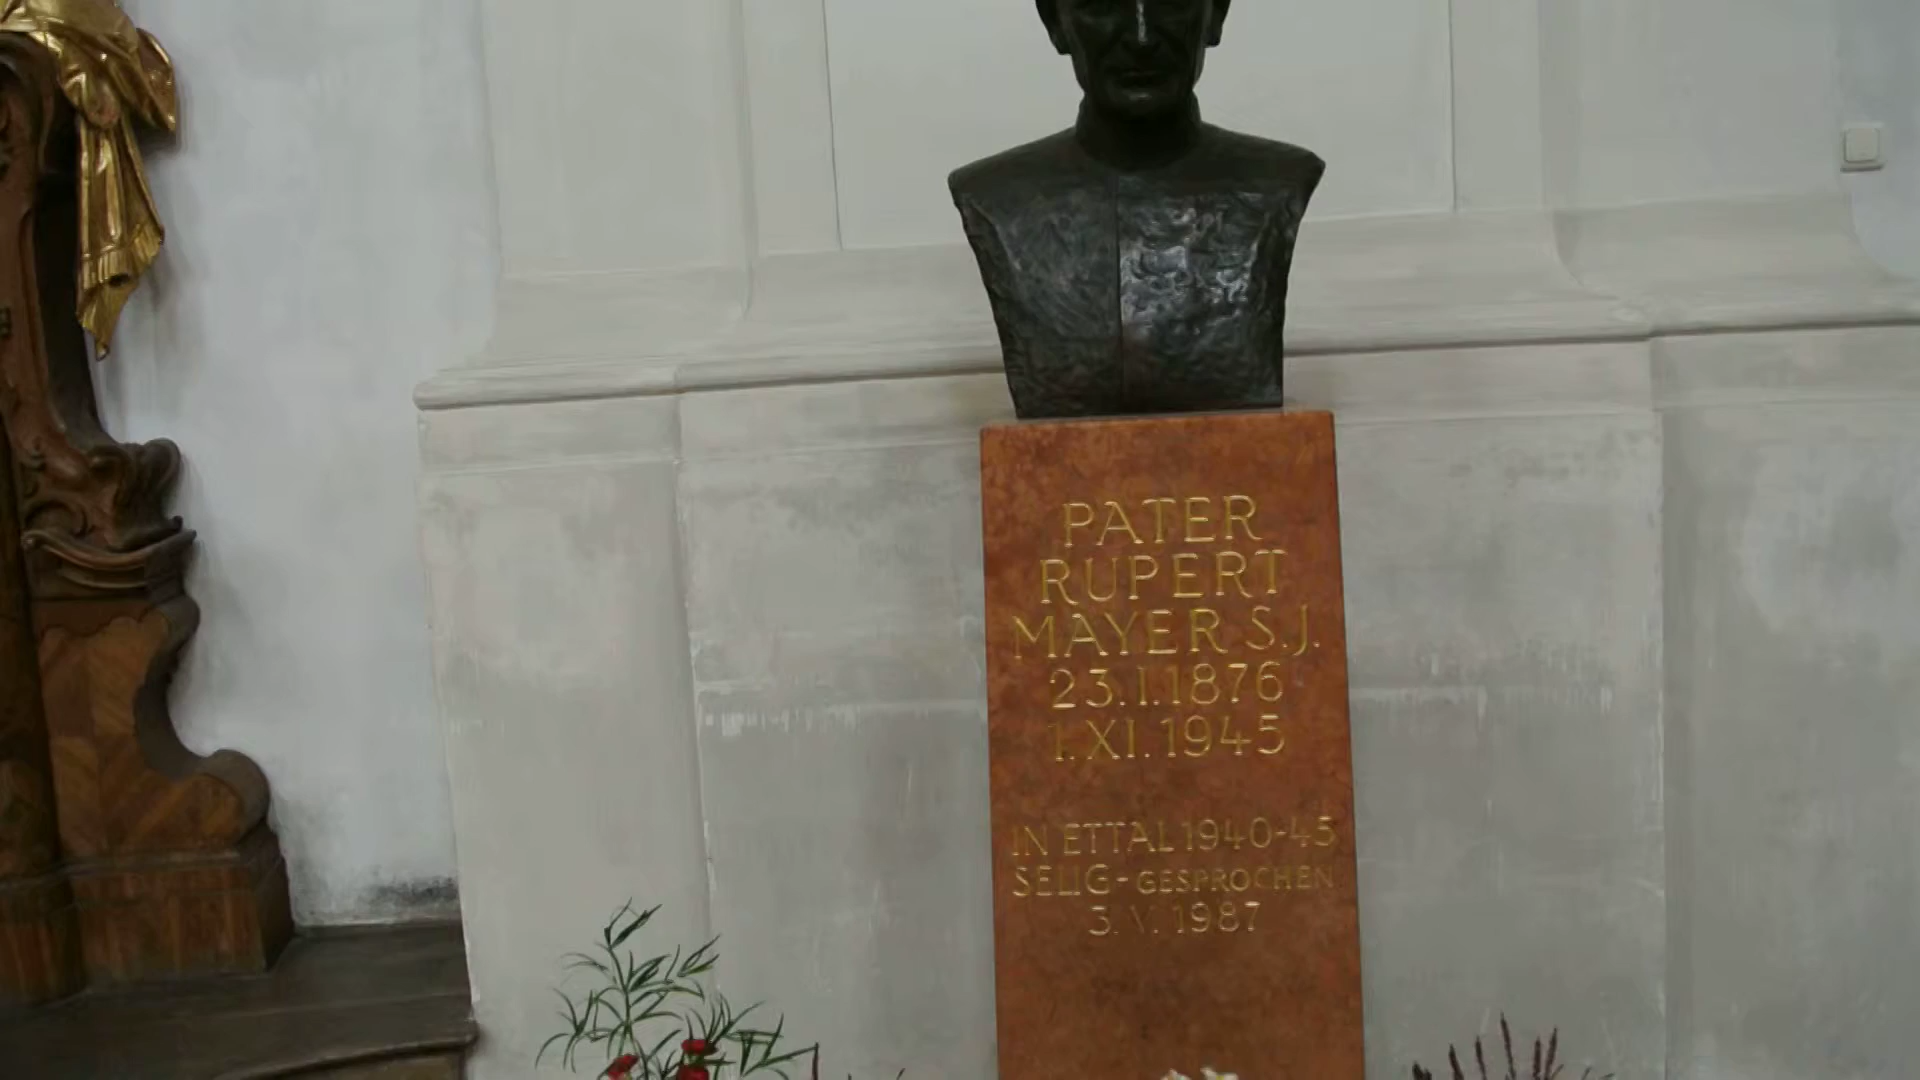 PATER
RUPERT
MAYER S.J.
23.I.1876
1.XI.1945
IN ETTAL 1940-45
SELIG-GESPROCHEN
3.V.1987